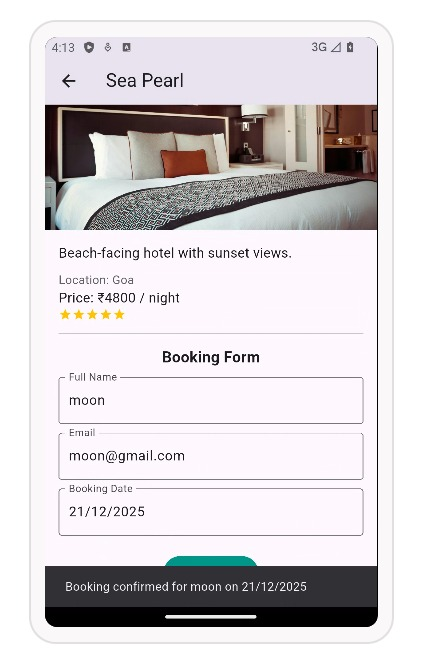 4:13
3G
Sea Pearl
Beach-facing hotel with sunset views.
Location: Goa
Price: ₹4800 / night
Booking Form
Full Name
moon
Email
moon@gmail.com
Booking Date
21/12/2025
Booking confirmed for moon on 21/12/2025